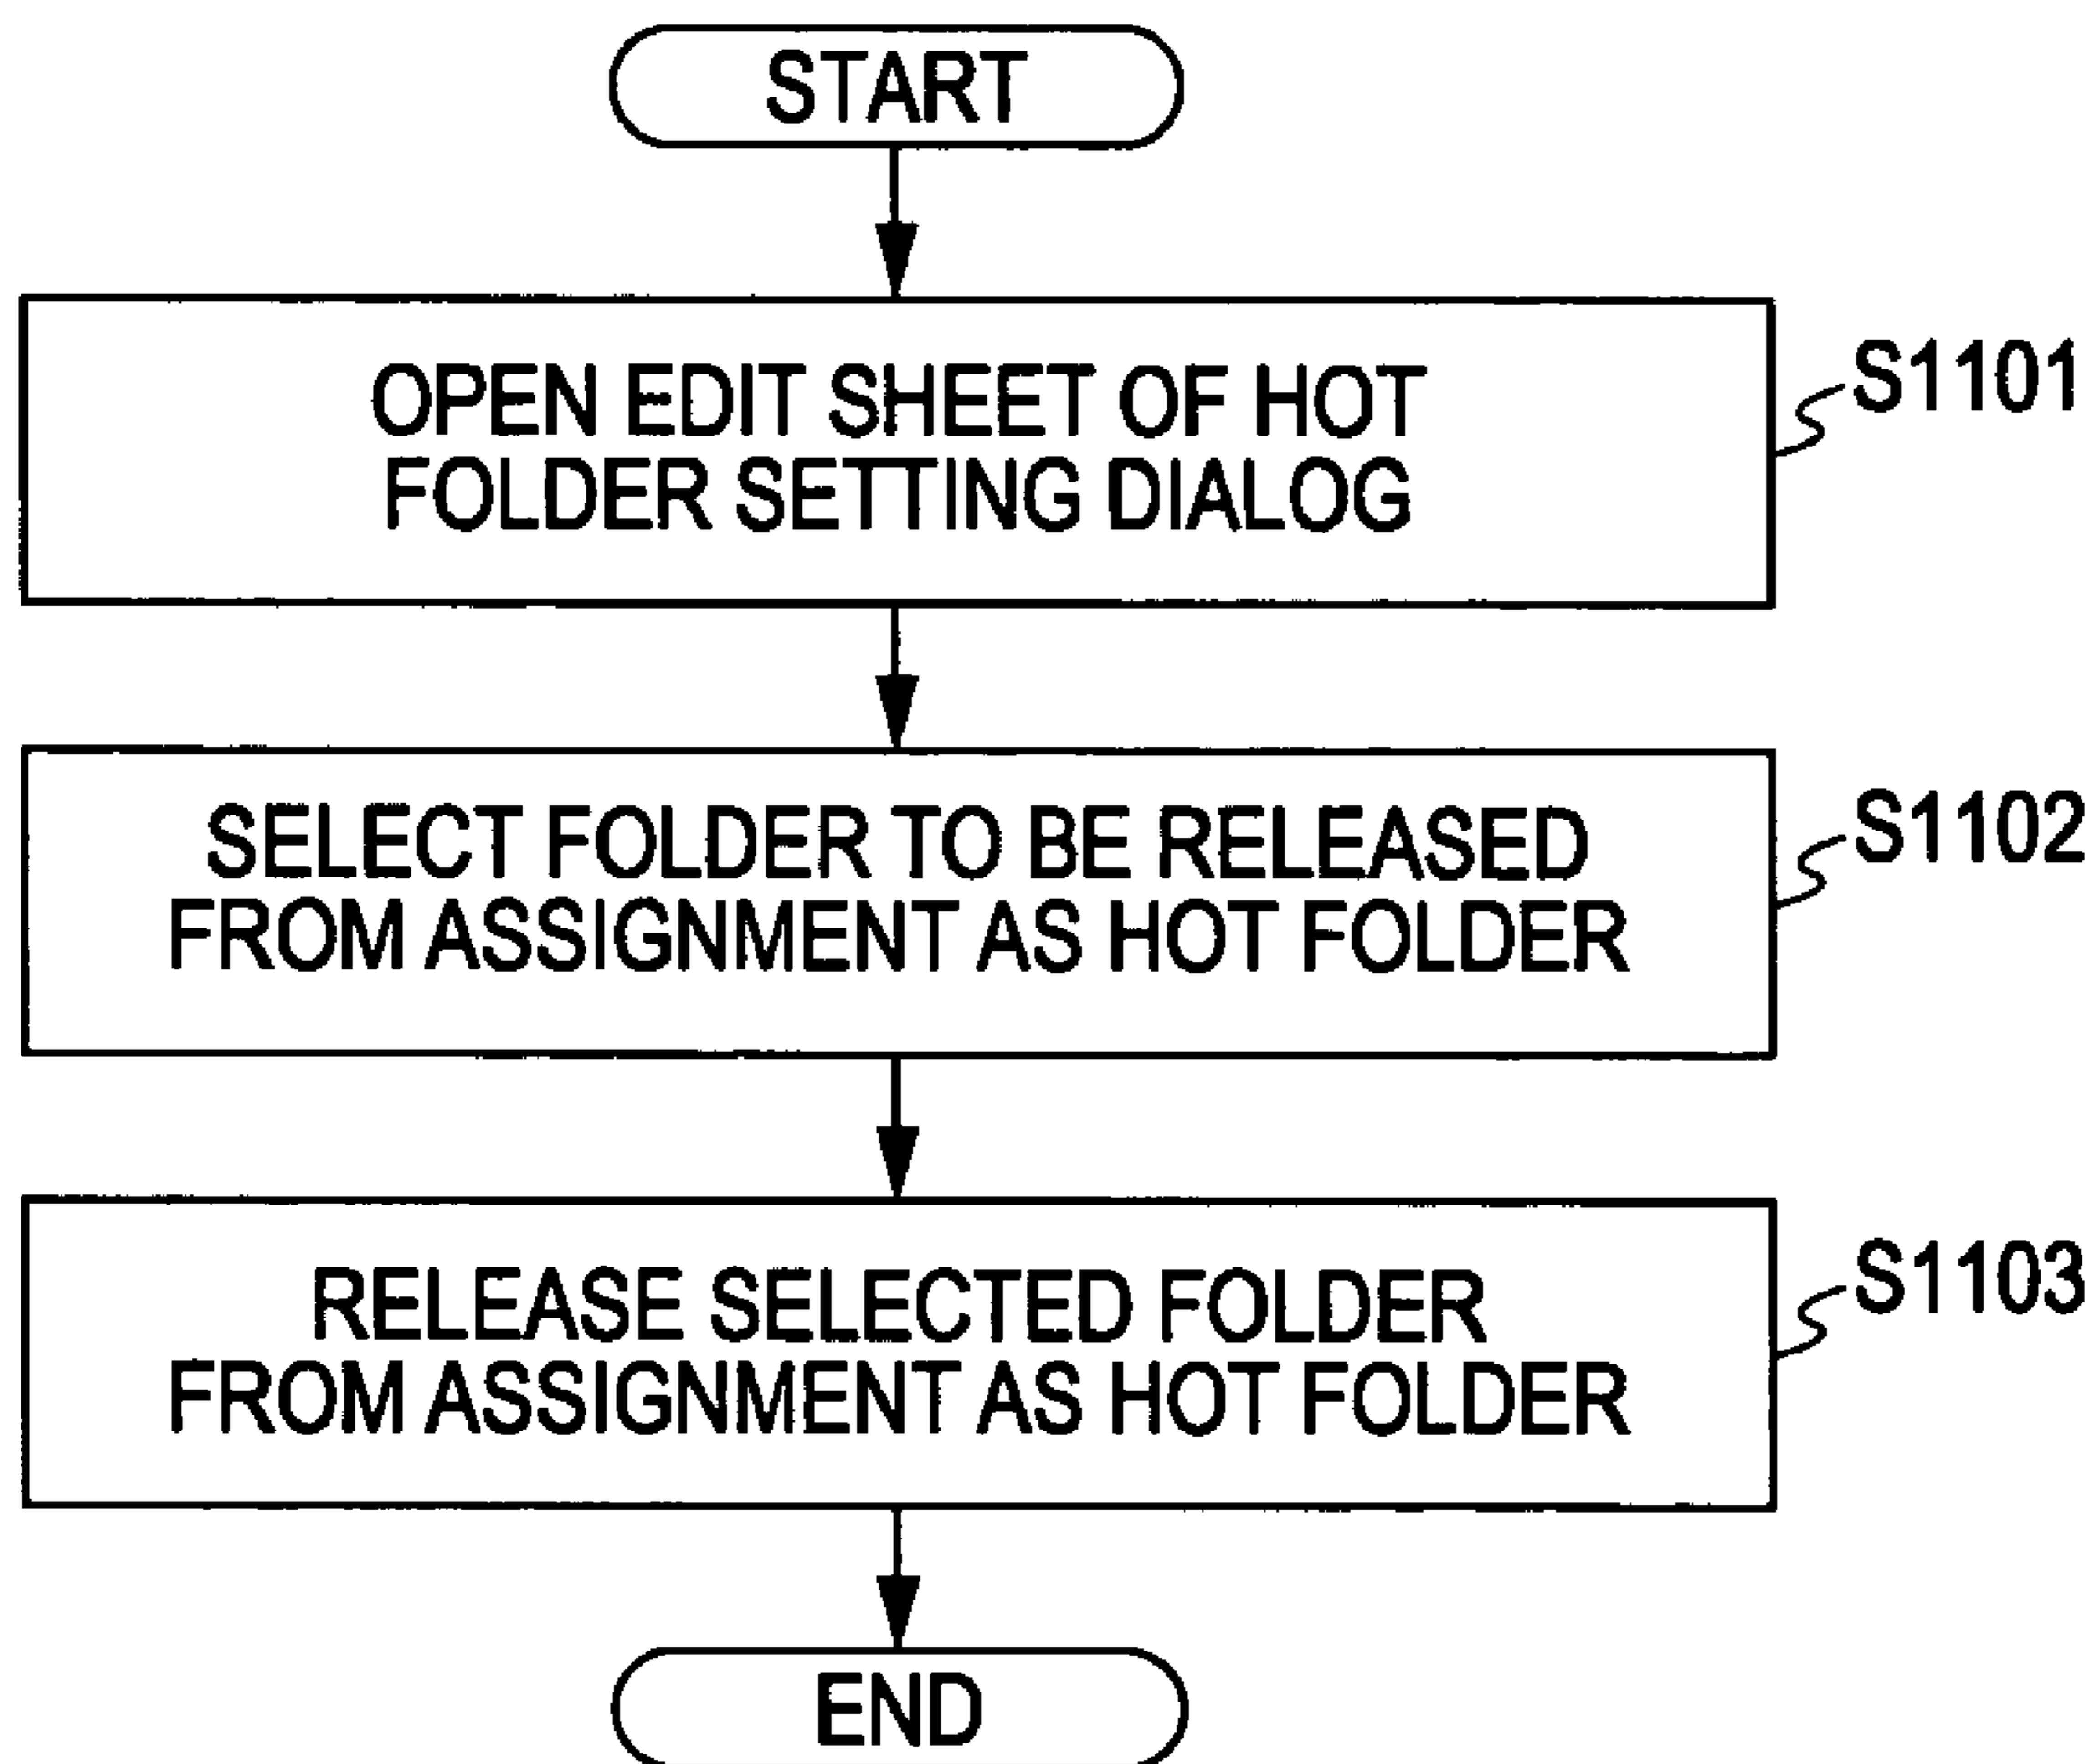 START
OPEN EDIT SHEET OF HOT
FOLDER SETTING DIALOG
S1101
SELECT FOLDER TO BE RELEASED
FROM ASSIGNMENT AS HOT FOLDER
S1102
RELEASE SELECTED FOLDER
FROM ASSIGNMENT AS HOT FOLDER
S1103
END